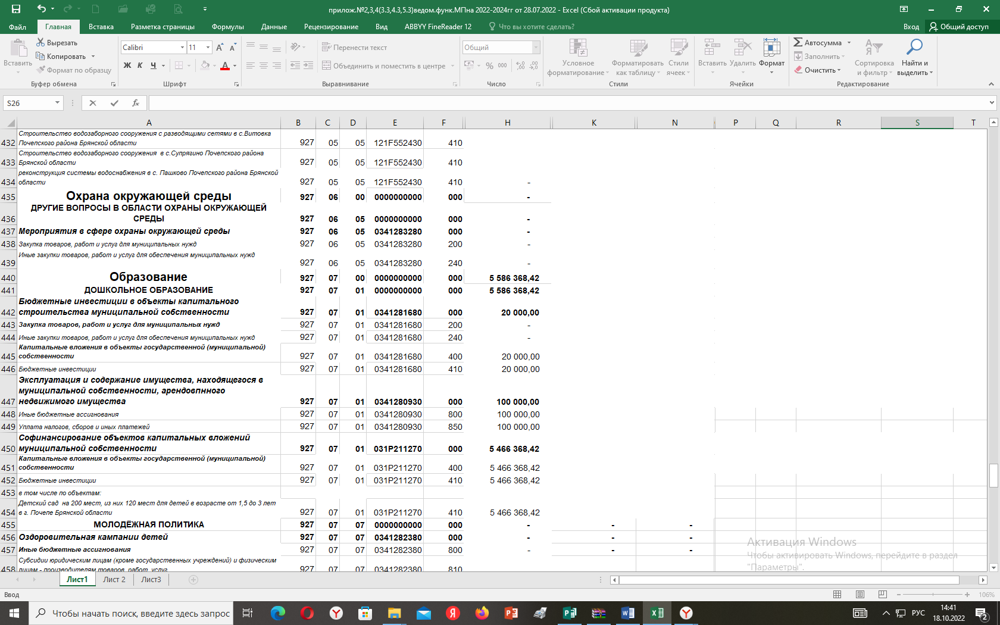 прилож.№2,3,4(3.3,4.3,5.3)ведом.функ.МПна 2022-2024гг от 28.07.2022 - Excel (Сбой активации продукта)
Файл Главная Вставка Разметка страницы Формулы Данные Рецензирование Вид ABBYY FineReader 12 Что вы хотите сделать? Вход Общий доступ
Вставить
Вырезать
Копировать
Формат по образцу
Calibri 11
Ж К Ч
Перенести текст
Объединить и поместить в центре
Общий
% 000
Условное форматирование
Форматировать как таблицу
Стили ячеек
Вставить Удалить Формат
Автосумма
Заполнить
Очистить
Сортировка и фильтр
Найти и выделить
Буфер обмена Шрифт Выравнивание Число Стили Ячейки Редактирование
S26 fx
A B C D E F H K N P Q R S T
Строительство водозаборного сооружения с разводящими сетями в с.Витовка
432 Почепского района Брянской области 927 05 05 121F552430 410
Строительство водозаборного сооружения в с.Супрягино Почепского района
433 Брянской области 927 05 05 121F552430 410
реконструкция системы водоснабжения в с. Пашково Почепского района Брянской
434 области 927 05 05 121F552430 410 -
435 Охрана окружающей среды 927 06 00 0000000000 000 -
ДРУГИЕ ВОПРОСЫ В ОБЛАСТИ ОХРАНЫ ОКРУЖАЮЩЕЙ
436 СРЕДЫ 927 06 05 0000000000 000 -
437 Мероприятия в сфере охраны окружающей среды 927 06 05 0341283280 000 -
438 Закупка товаров, работ и услуг для муниципальных нужд 927 06 05 0341283280 200 -
Иные закупки товаров, работ и услуг для обеспечения муниципальных нужд
439 927 06 05 0341283280 240 -
440 Образование 927 07 00 0000000000 000 5 586 368,42
441 ДОШКОЛЬНОЕ ОБРАЗОВАНИЕ 927 07 01 0000000000 000 5 586 368,42
Бюджетные инвестиции в объекты капитального
442 строительства муниципальной собственности 927 07 01 0341281680 000 20 000,00
443 Закупка товаров, работ и услуг для муниципальных нужд 927 07 01 0341281680 200 -
444 Иные закупки товаров, работ и услуг для обеспечения муниципальных нужд 927 07 01 0341281680 240 -
Капитальные вложения в объекты государственной (муниципальной)
445 собственности 927 07 01 0341281680 400 20 000,00
446 Бюджетные инвестиции 927 07 01 0341281680 410 20 000,00
Эксплуатация и содержание имущества, находящегося в
муниципальной собственности, арендовпнного
447 недвижимого имущества 927 07 01 0341280930 000 100 000,00
448 Иные бюджетные ассигнования 927 07 01 0341280930 800 100 000,00
449 Уплата налогов, сборов и иных платежей 927 07 01 0341280930 850 100 000,00
Софинансирование объектов капитальных вложений
450 муниципальной собственности 927 07 01 031P211270 000 5 466 368,42
Капитальные вложения в объекты государственной (муниципальной)
451 собственности 927 07 01 031P211270 400 5 466 368,42
452 Бюджетные инвестиции 927 07 01 031P211270 410 5 466 368,42
453 в том числе по объектам:
Детский сад на 200 мест, из них 120 мест для детей в возрасте от 1,5 до 3 лет
454 в г. Почепе Брянской области 927 07 01 031P211270 410 5 466 368,42
455 МОЛОДЁЖНАЯ ПОЛИТИКА 927 07 07 0000000000 000 - - -
456 Оздоровительная кампании детей 927 07 07 0341282380 000 - - -
457 Иные бюджетные ассигнования 927 07 07 0341282380 800 - - -
Субсидии юридическим лицам (кроме государственных учреждений) и физическим
458 лицам - производителям товаров, работ, услуг 927 07 07 0341282380 810
Активация Windows
Чтобы активировать Windows, перейдите в раздел
"Параметры".
Лист1 Лист 2 Лист3
Ввод 106%
Чтобы начать поиск, введите здесь запрос
РУС
14:41
18.10.2022
2